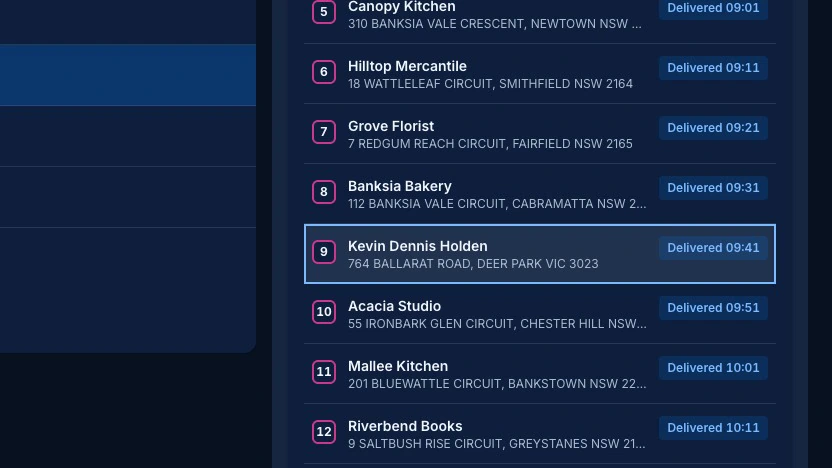 5
Canopy Kitchen
Delivered 09:01
310 BANKSIA VALE CRESCENT, NEWTOWN NSW ...
6
Hilltop Mercantile
Delivered 09:11
18 WATTLELEAF CIRCUIT, SMITHFIELD NSW 2164
7
Grove Florist
Delivered 09:21
7 REDGUM REACH CIRCUIT, FAIRFIELD NSW 2165
8
Banksia Bakery
Delivered 09:31
112 BANKSIA VALE CIRCUIT, CABRAMATTA NSW 2...
9
Kevin Dennis Holden
Delivered 09:41
764 BALLARAT ROAD, DEER PARK VIC 3023
10
Acacia Studio
Delivered 09:51
55 IRONBARK GLEN CIRCUIT, CHESTER HILL NSW...
11
Mallee Kitchen
Delivered 10:01
201 BLUEWATTLE CIRCUIT, BANKSTOWN NSW 22...
12
Riverbend Books
Delivered 10:11
9 SALTBUSH RISE CIRCUIT, GREYSTANES NSW 21...